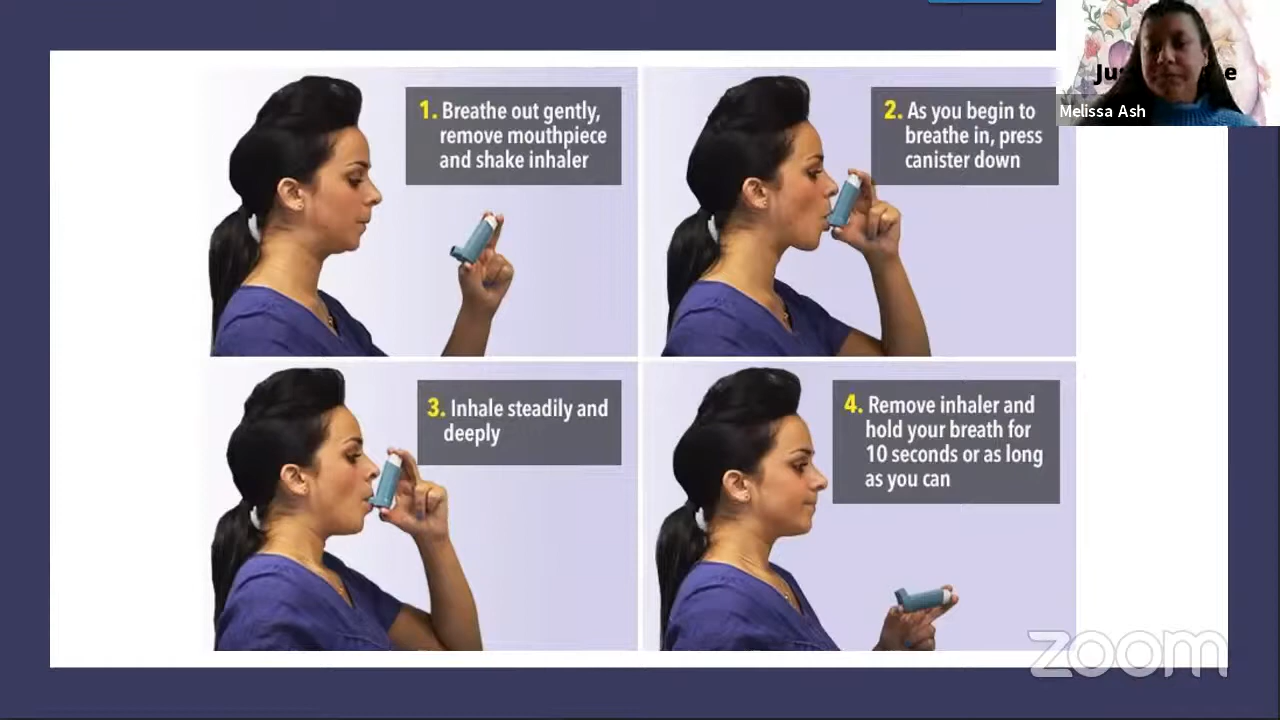 1. Breathe out gently,
remove mouthpiece
and shake inhaler
2. As you begin to
breathe in, press
canister down
3. Inhale steadily and
deeply
4. Remove inhaler and
hold your breath for
10 seconds or as long
as you can
Melissa Ash
zoom